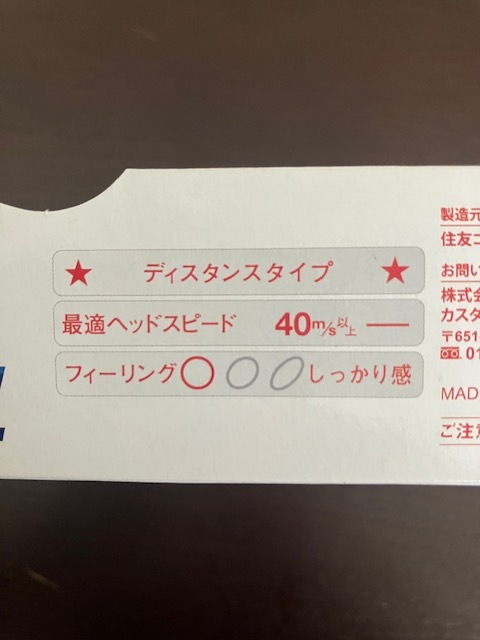 ★ ディスタンスタイプ ★
最適ヘッドスピード 40m/s以上
フィーリング しっかり感
製造元
住友
お問い
株式会
カスタ
〒651-
01
MAD
ご注意